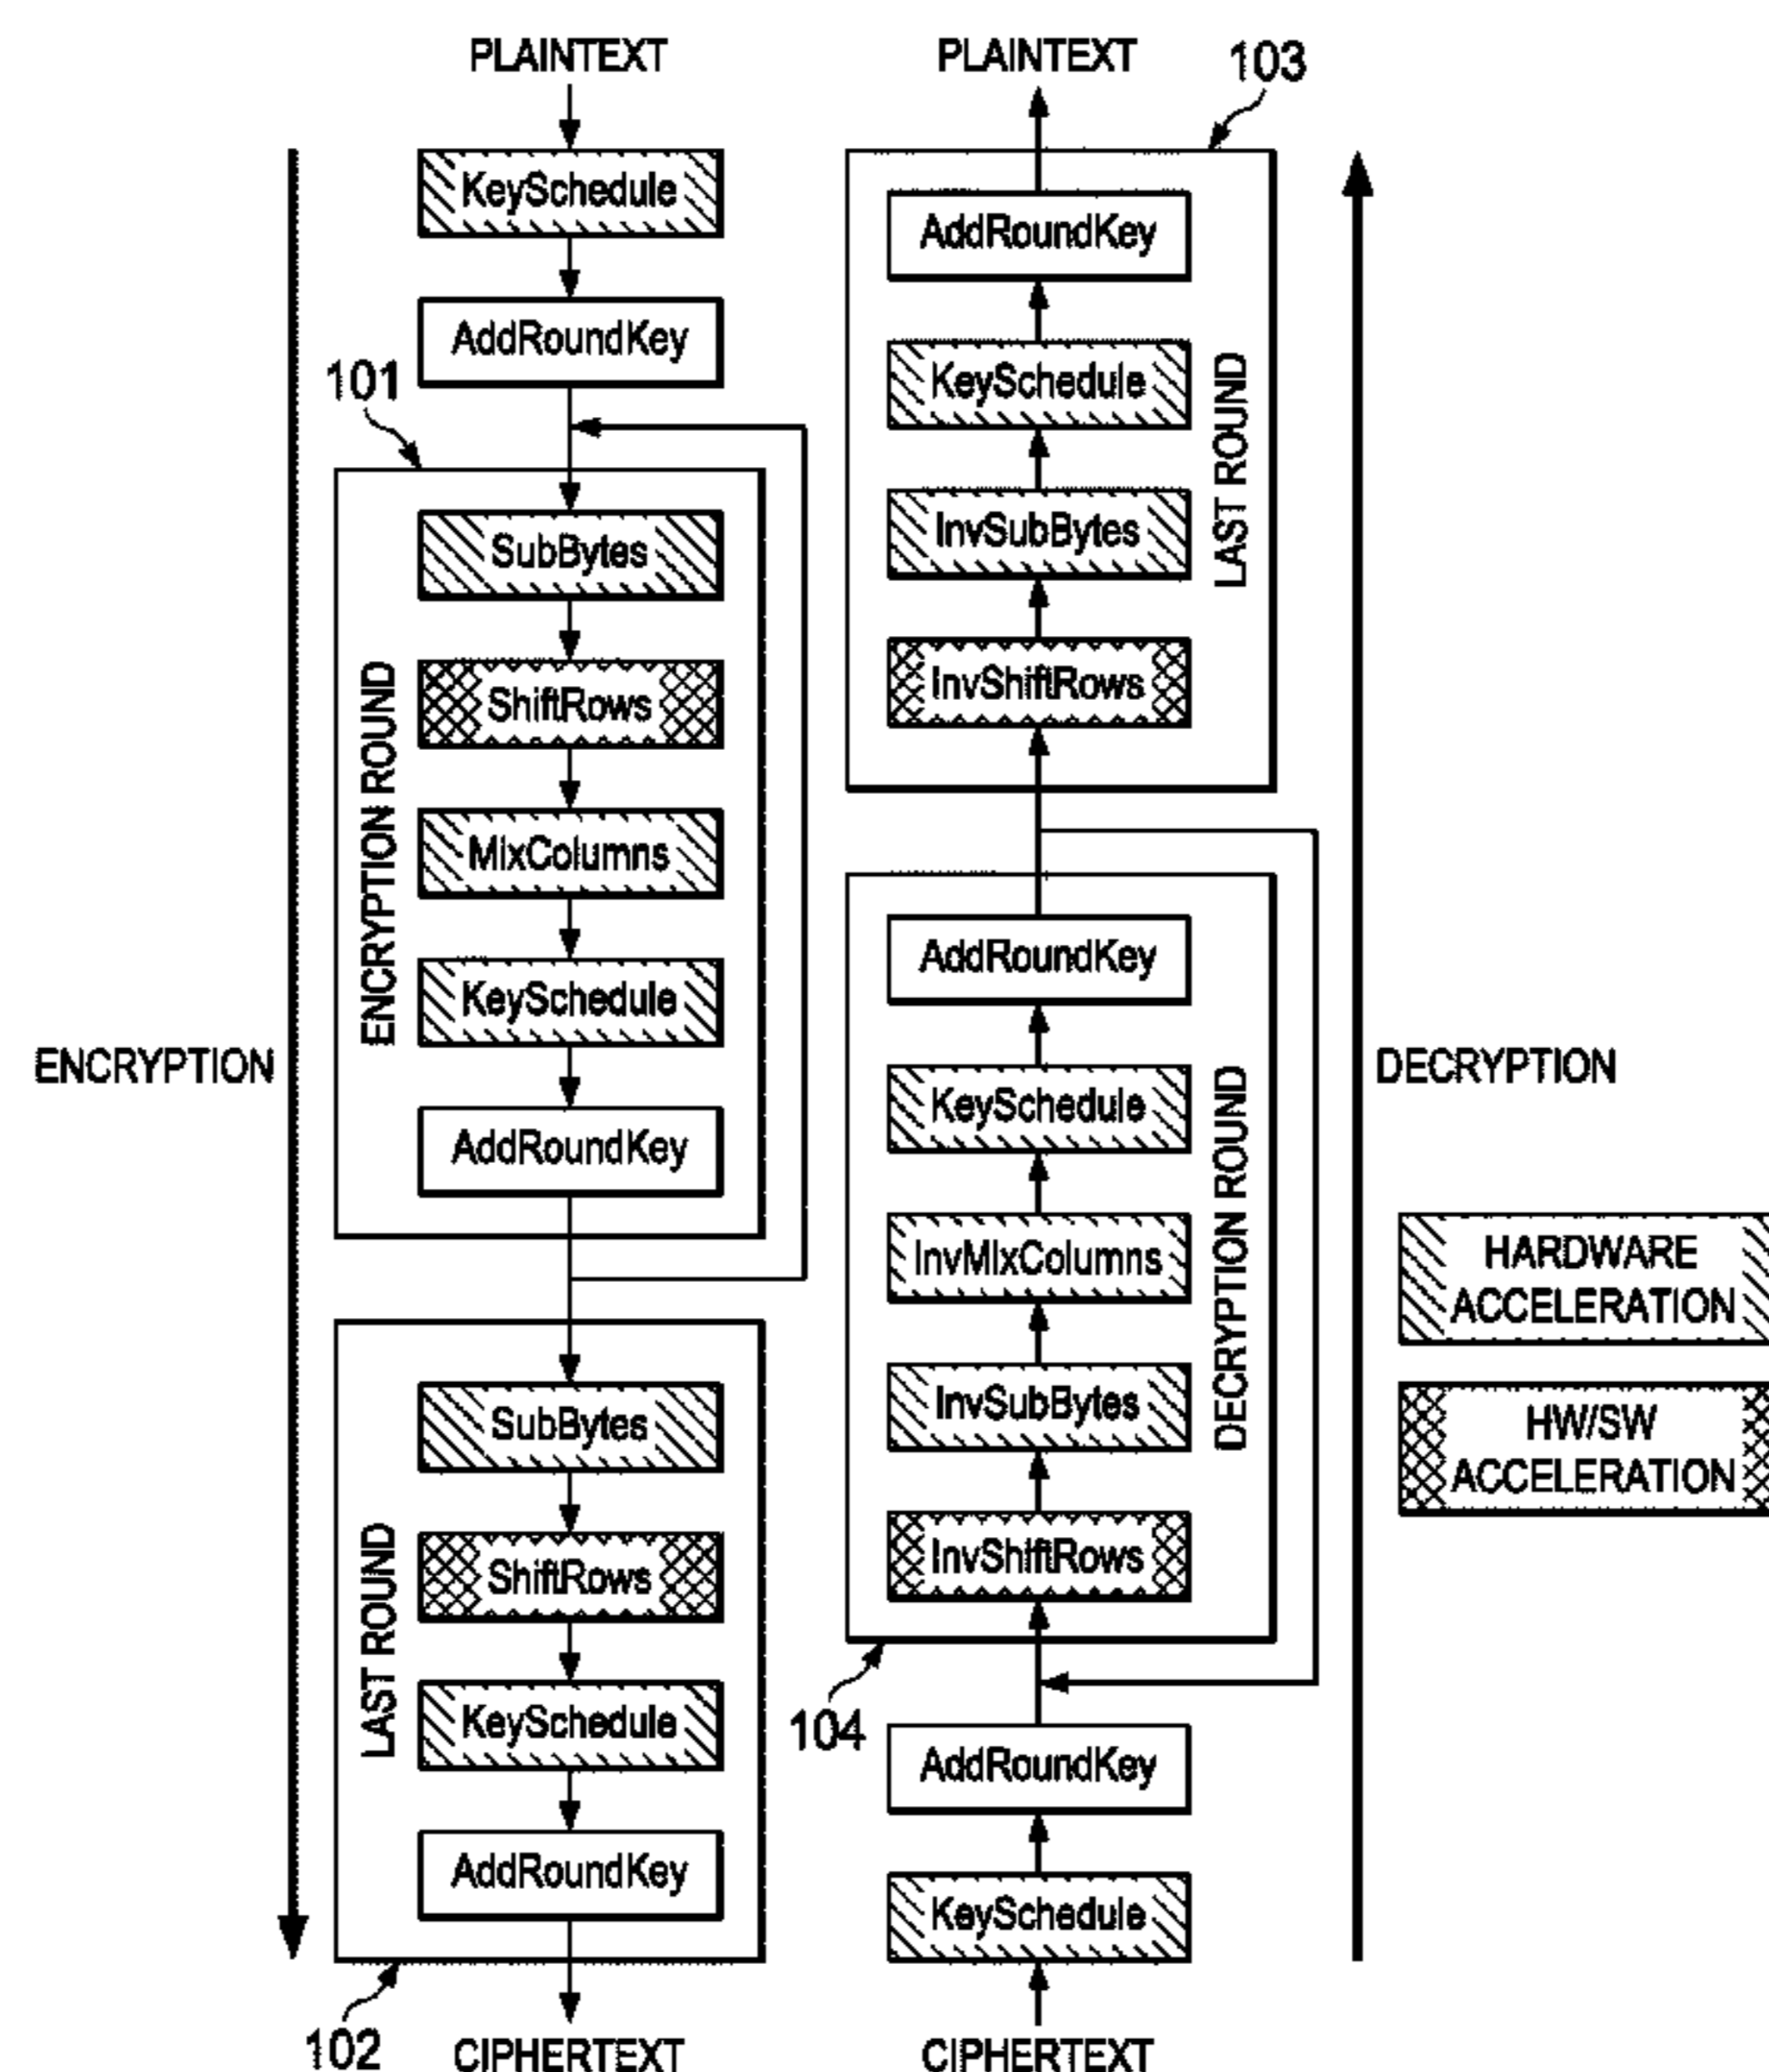 PLAINTEXT
KeySchedule
AddRoundKey
101
SubBytes
ShiftRows
MixColumns
KeySchedule
AddRoundKey
ENCRYPTION ROUND
ENCRYPTION
SubBytes
ShiftRows
KeySchedule
AddRoundKey
LAST ROUND
102
CIPHERTEXT
PLAINTEXT
103
AddRoundKey
KeySchedule
InvSubBytes
InvShiftRows
LAST ROUND
AddRoundKey
KeySchedule
InvMixColumns
InvSubBytes
InvShiftRows
DECRYPTION ROUND
DECRYPTION
104
AddRoundKey
KeySchedule
CIPHERTEXT
HARDWARE
ACCELERATION
HW/SW
ACCELERATION